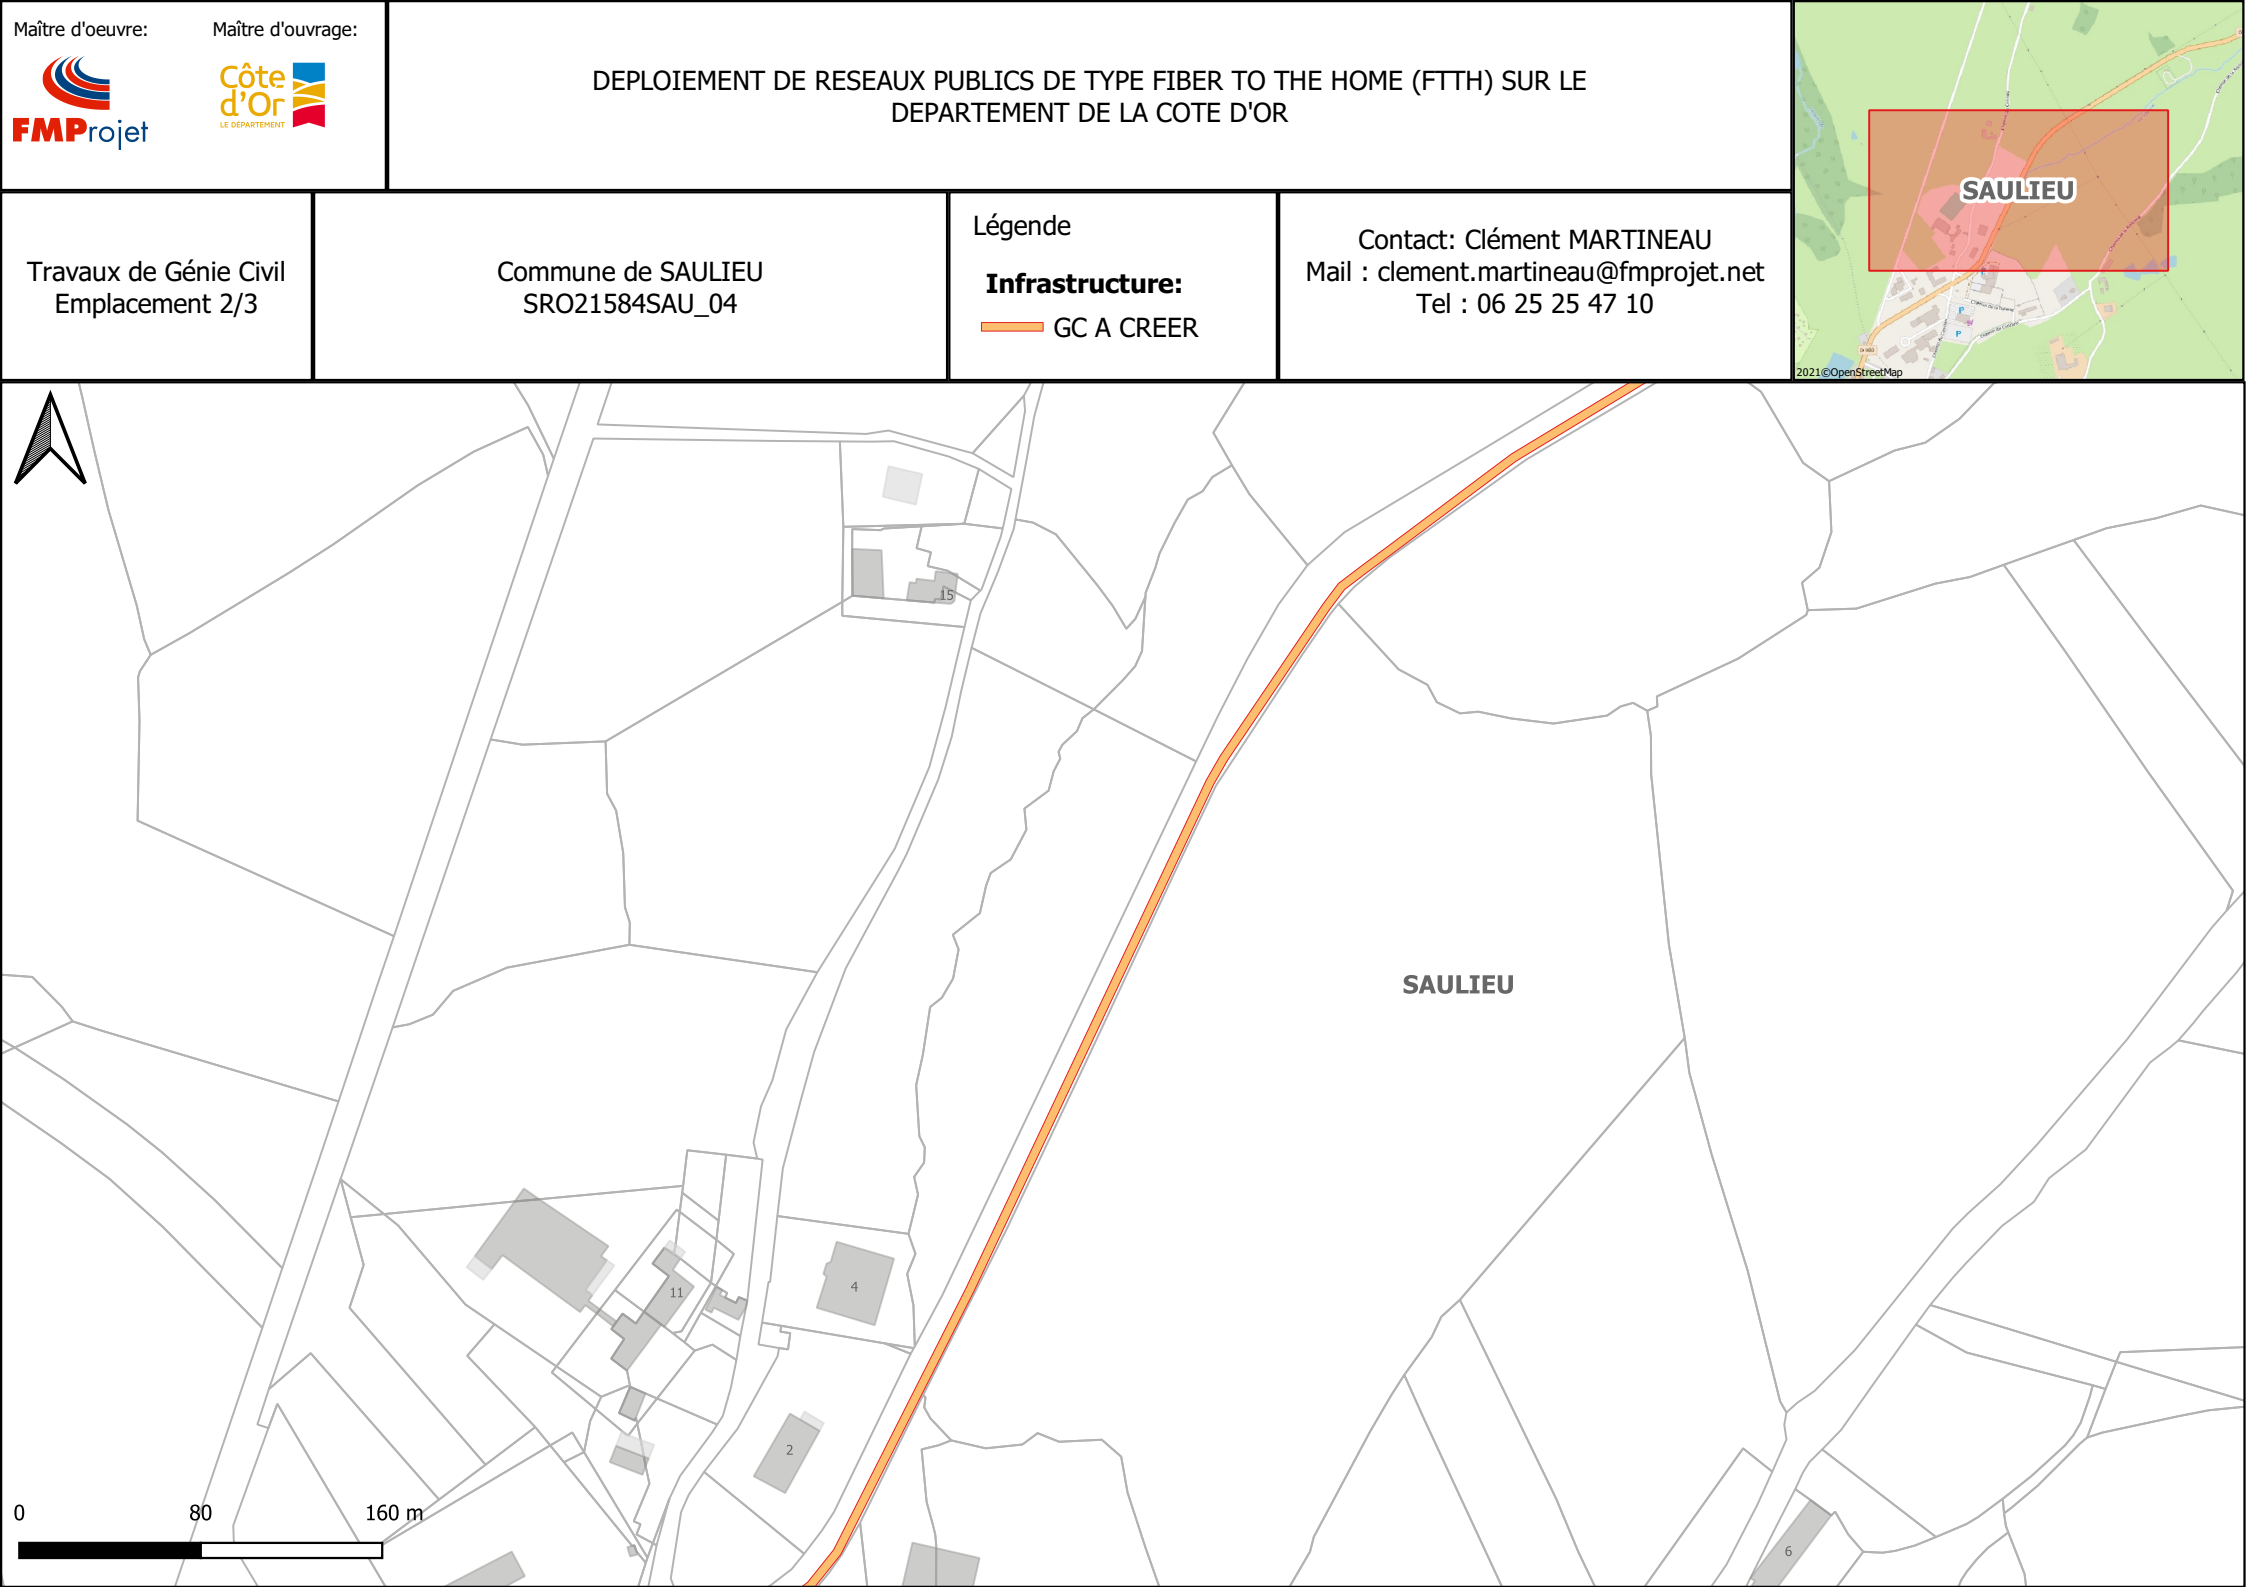 Maître d'oeuvre:
Maître d'ouvrage:
FMProjet
Côte
d'Or
LE DÉPARTEMENT
DEPLOIEMENT DE RESEAUX PUBLICS DE TYPE FIBER TO THE HOME (FTTH) SUR LE
DEPARTEMENT DE LA COTE D'OR
Travaux de Génie Civil
Emplacement 2/3
Commune de SAULIEU
SRO21584SAU_04
Légende
Infrastructure:
GC A CREER
Contact: Clément MARTINEAU
Mail : clement.martineau@fmprojet.net
Tel : 06 25 25 47 10
SAULIEU
2021©OpenStreetMap
15
SAULIEU
11
4
2
6
0 80 160 m